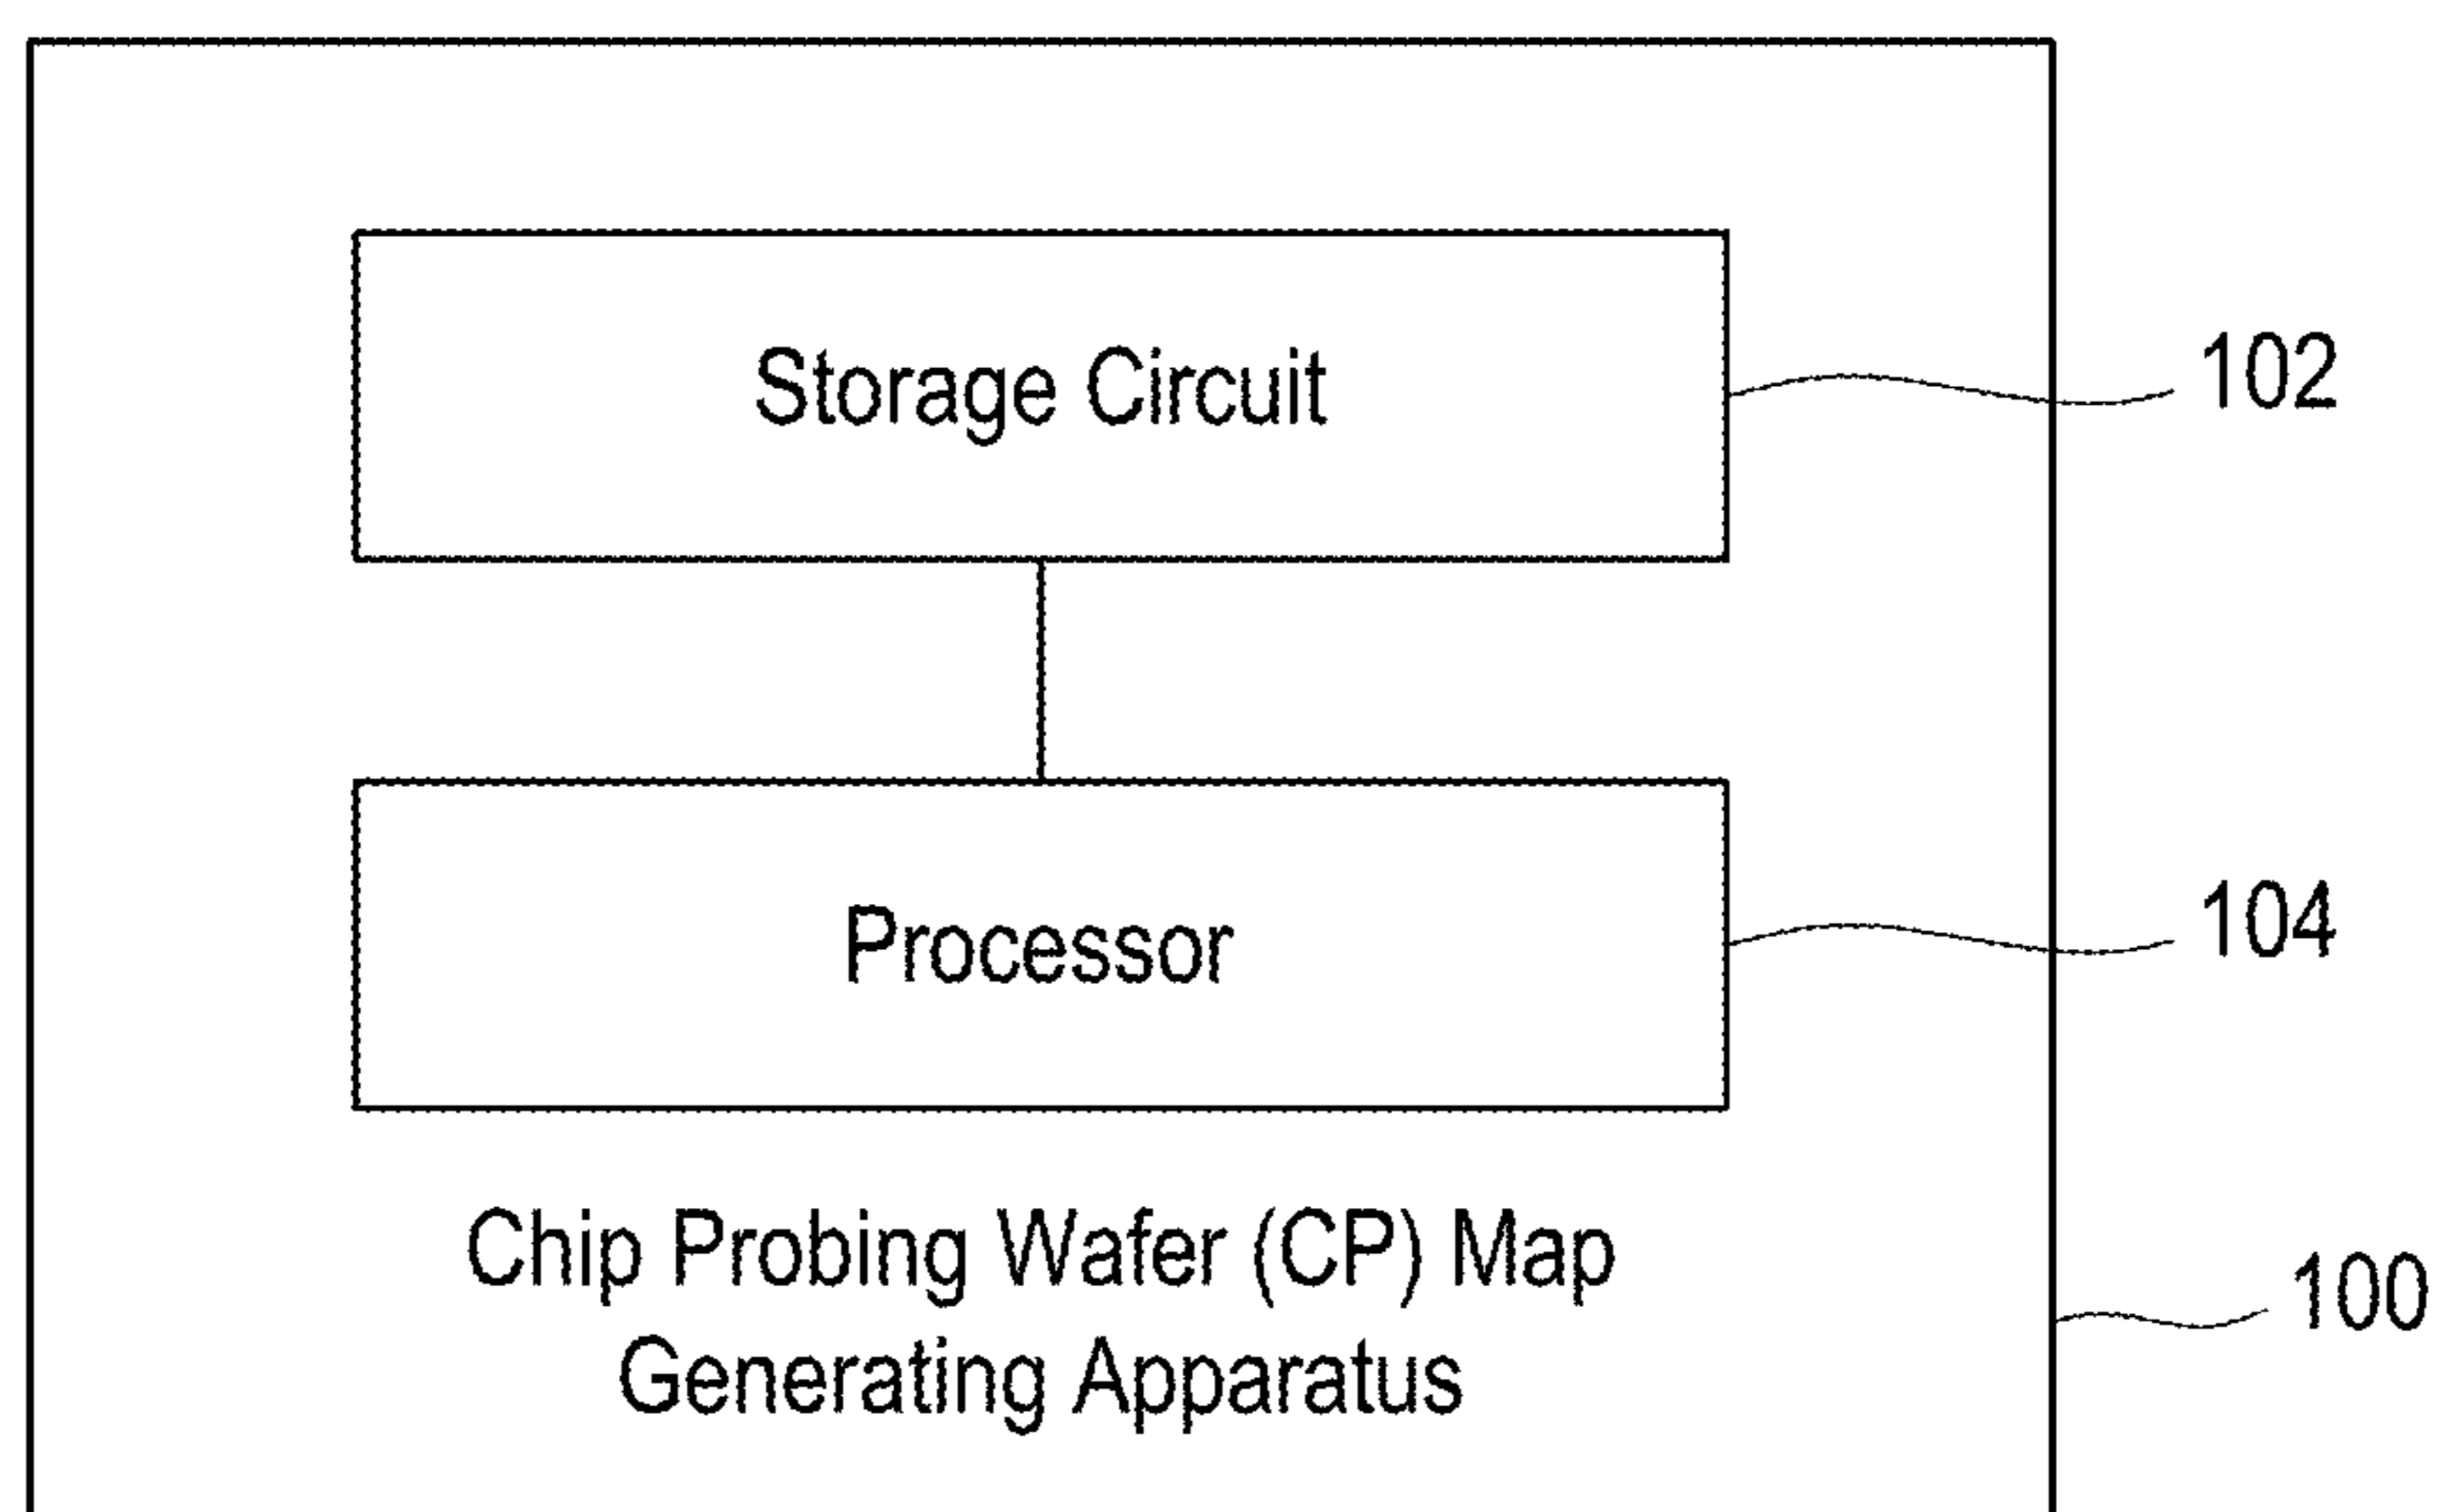 Storage Circuit
102
Processor
104
Chip Probing Wafer (CP) Map
Generating Apparatus
100